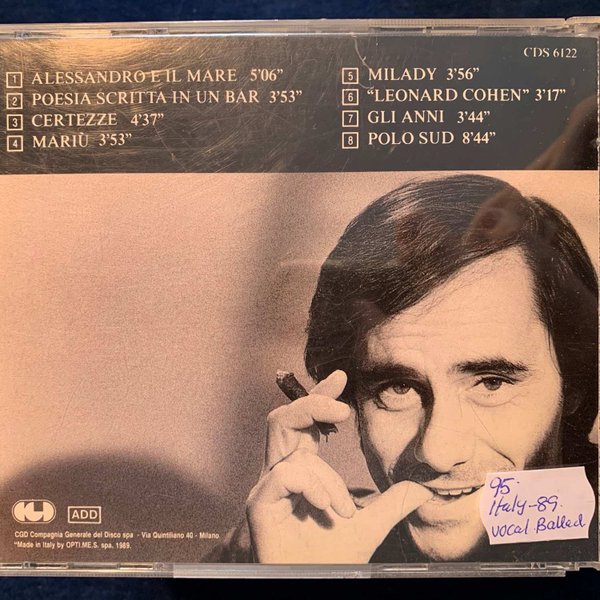 CDS 6122
1 ALESSANDRO E IL MARE 5'06"
2 POESIA SCRITTA IN UN BAR 3'53"
3 CERTEZZE 4'37"
4 MARIÙ 3'53"
5 MILADY 3'56"
6 "LEONARD COHEN" 3'17"
7 GLI ANNI 3'44"
8 POLO SUD 8'44"
95.
Italy-89.
vocal Ballad
ADD
CGD Compagnia Generale del Disco spa - Via Quintiliano 40 - Milano
"Made in Italy by OPTI.ME.S. spa. 1989.